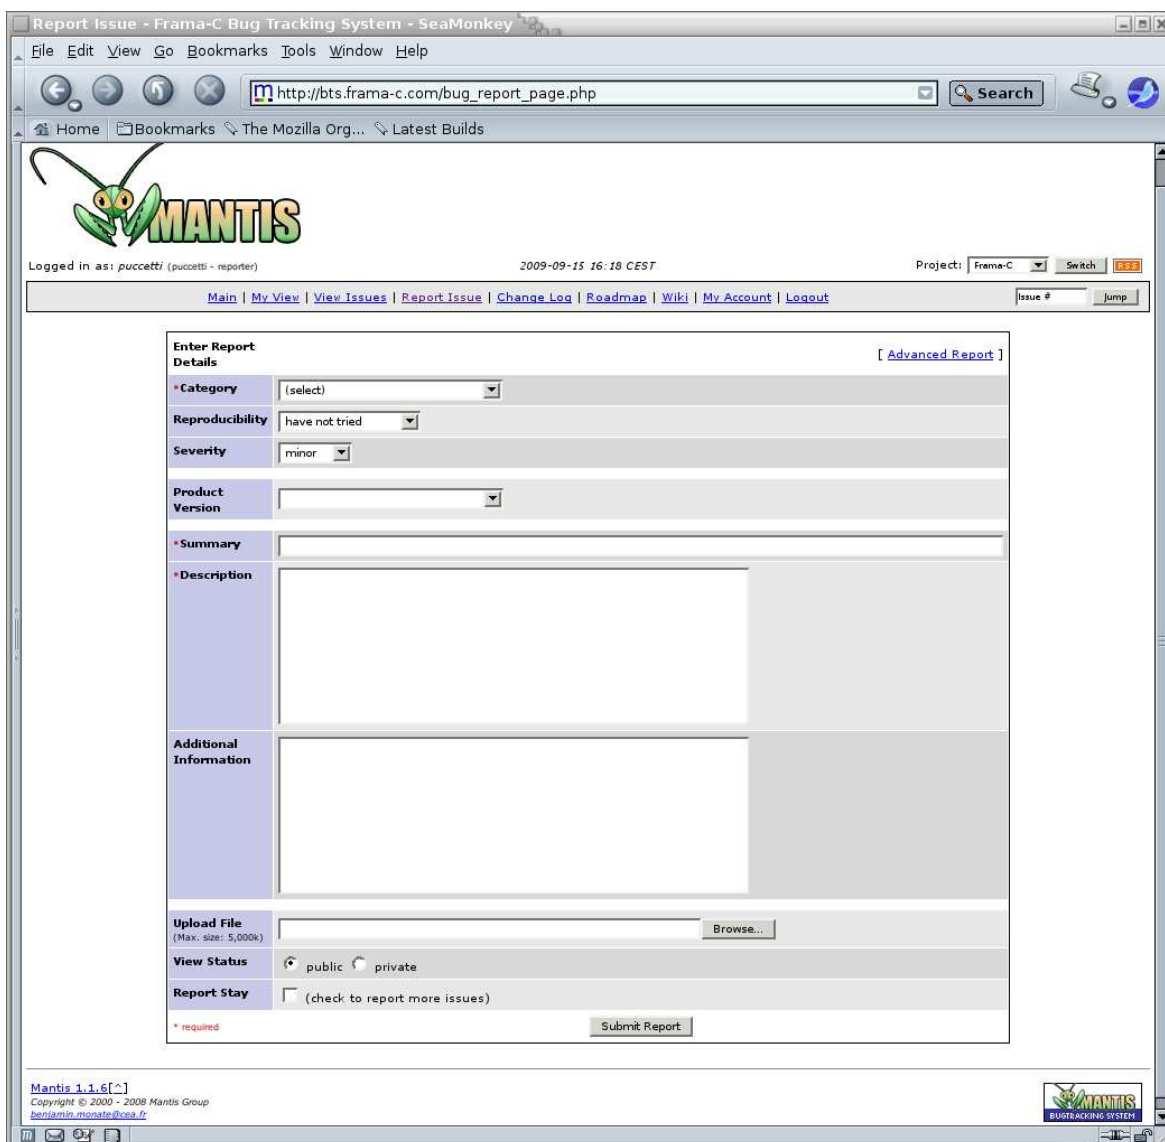 Report Issue - Frama-C Bug Tracking System - SeaMonkey
File Edit View Go Bookmarks Tools Window Help
http://bts.frama-c.com/bug_report_page.php Search
Home Bookmarks The Mozilla Org... Latest Builds
MANTIS
Logged in as: puccetti (puccetti - reporter) 2009-09-15 16:18 CEST Project: Frama-C Switch RSS
Main | My View | View Issues | Report Issue | Change Log | Roadmap | Wiki | My Account | Logout Issue # Jump
Enter Report Details [ Advanced Report ]
*Category (select)
Reproducibility have not tried
Severity minor
Product Version
*Summary
*Description
Additional Information
Upload File
(Max. size: 5,000k) Browse...
View Status public private
Report Stay (check to report more issues)
* required Submit Report
Mantis 1.1.6[^]
Copyright © 2000 - 2008 Mantis Group
benjamin.monate@cea.fr
MANTIS
BUGTRACKING SYSTEM